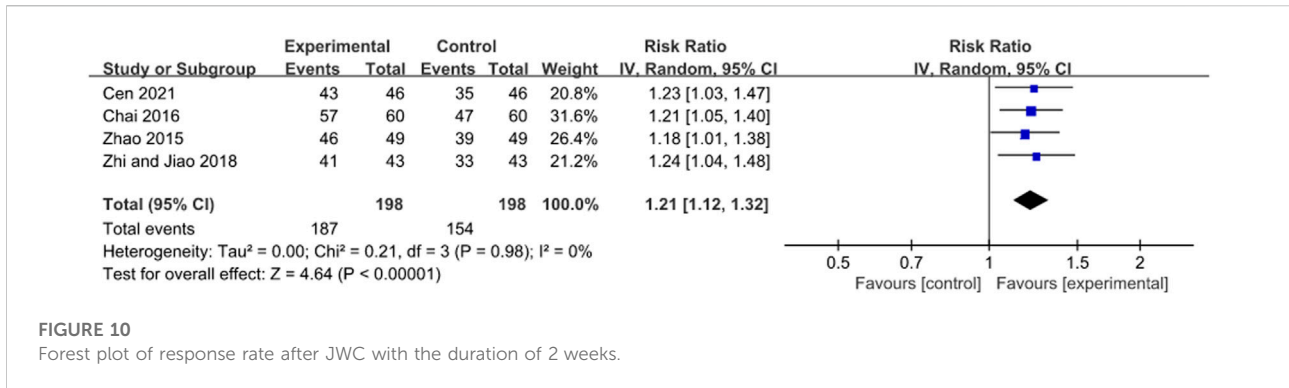 Experimental Control Risk Ratio Risk Ratio
Study or Subgroup Events Total Events Total Weight IV, Random, 95% CI IV, Random, 95% CI
Cen 2021 43 46 35 46 20.8% 1.23 [1.03, 1.47]
Chai 2016 57 60 47 60 31.6% 1.21 [1.05, 1.40]
Zhao 2015 46 49 39 49 26.4% 1.18 [1.01, 1.38]
Zhi and Jiao 2018 41 43 33 43 21.2% 1.24 [1.04, 1.48]
Total (95% CI) 198 198 100.0% 1.21 [1.12, 1.32]
Total events 187 154
Heterogeneity: Tau² = 0.00; Chi² = 0.21, df = 3 (P = 0.98); I² = 0%
Test for overall effect: Z = 4.64 (P < 0.00001)
0.5 0.7 1 1.5 2
Favours [control] Favours [experimental]
FIGURE 10
Forest plot of response rate after JWC with the duration of 2 weeks.